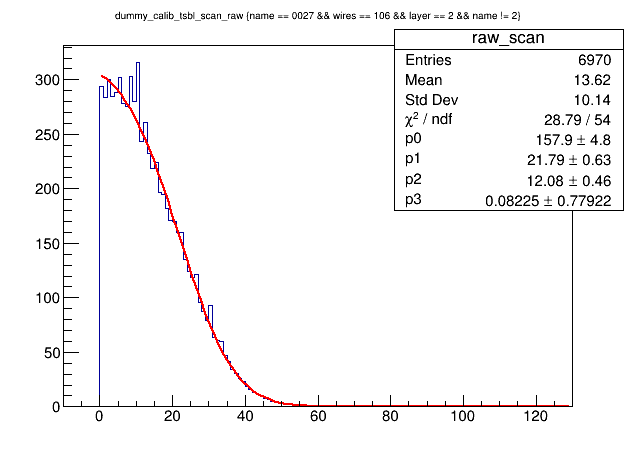 dummy_calib_tsbl_scan_raw {name == 0027 && wires == 106 && layer == 2 && name != 2}
raw_scan
Entries 6970
Mean 13.62
Std Dev 10.14
χ² / ndf 28.79 / 54
p0 157.9 ± 4.8
p1 21.79 ± 0.63
p2 12.08 ± 0.46
p3 0.08225 ± 0.77922
300
250
200
150
100
50
0
0 20 40 60 80 100 120